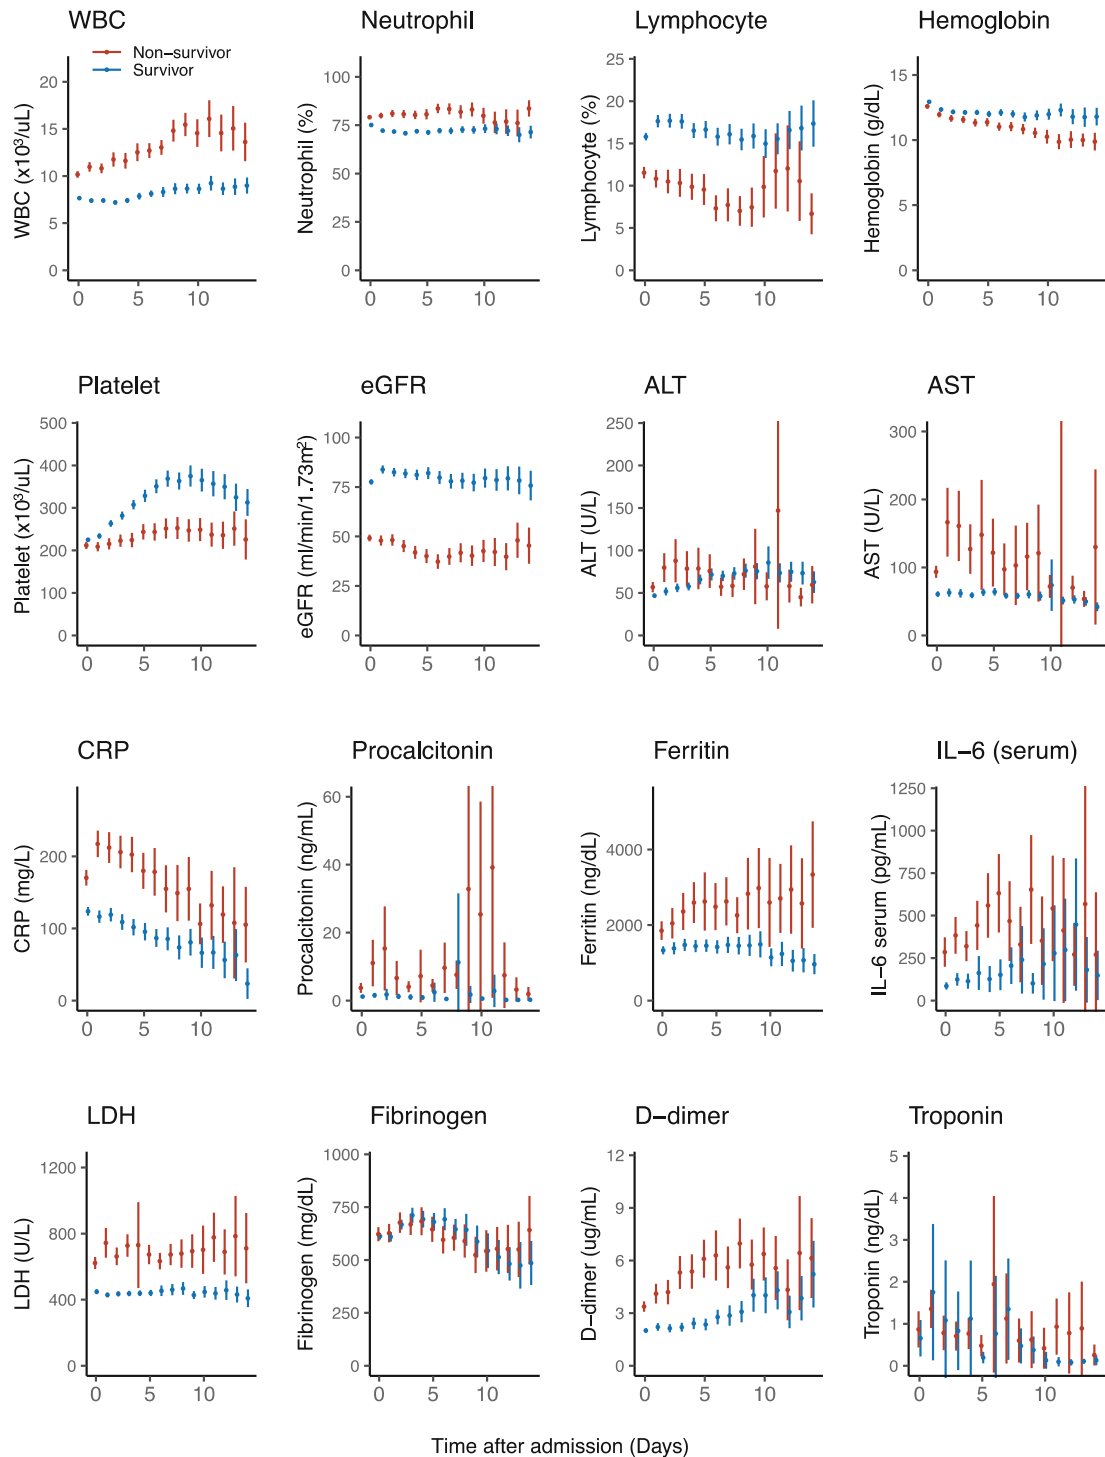 WBC
Neutrophil
Lymphocyte
Hemoglobin
Non−survivor
Survivor
WBC (x10³/uL)
20
15
10
5
0
0 5 10
Neutrophil (%)
100
75
50
25
0
0 5 10
Lymphocyte (%)
25
20
15
10
5
0
0 5 10
Hemoglobin (g/dL)
15
10
5
0
0 5 10
Platelet
eGFR
ALT
AST
Platelet (x10³/uL)
500
400
300
200
100
0
0 5 10
eGFR (ml/min/1.73m²)
100
75
50
25
0
0 5 10
ALT (U/L)
250
200
150
100
50
0
0 5 10
AST (U/L)
300
200
100
0
0 5 10
CRP
Procalcitonin
Ferritin
IL−6 (serum)
CRP (mg/L)
200
100
0
0 5 10
Procalcitonin (ng/mL)
60
40
20
0
0 5 10
Ferritin (ng/dL)
4000
2000
0
0 5 10
IL−6 serum (pg/mL)
1250
1000
750
500
250
0
0 5 10
LDH
Fibrinogen
D−dimer
Troponin
LDH (U/L)
1200
800
400
0
0 5 10
Fibrinogen (mg/dL)
1000
750
500
250
0
0 5 10
D−dimer (ug/mL)
12
9
6
3
0
0 5 10
Troponin (ng/dL)
5
4
3
2
1
0
0 5 10
Time after admission (Days)